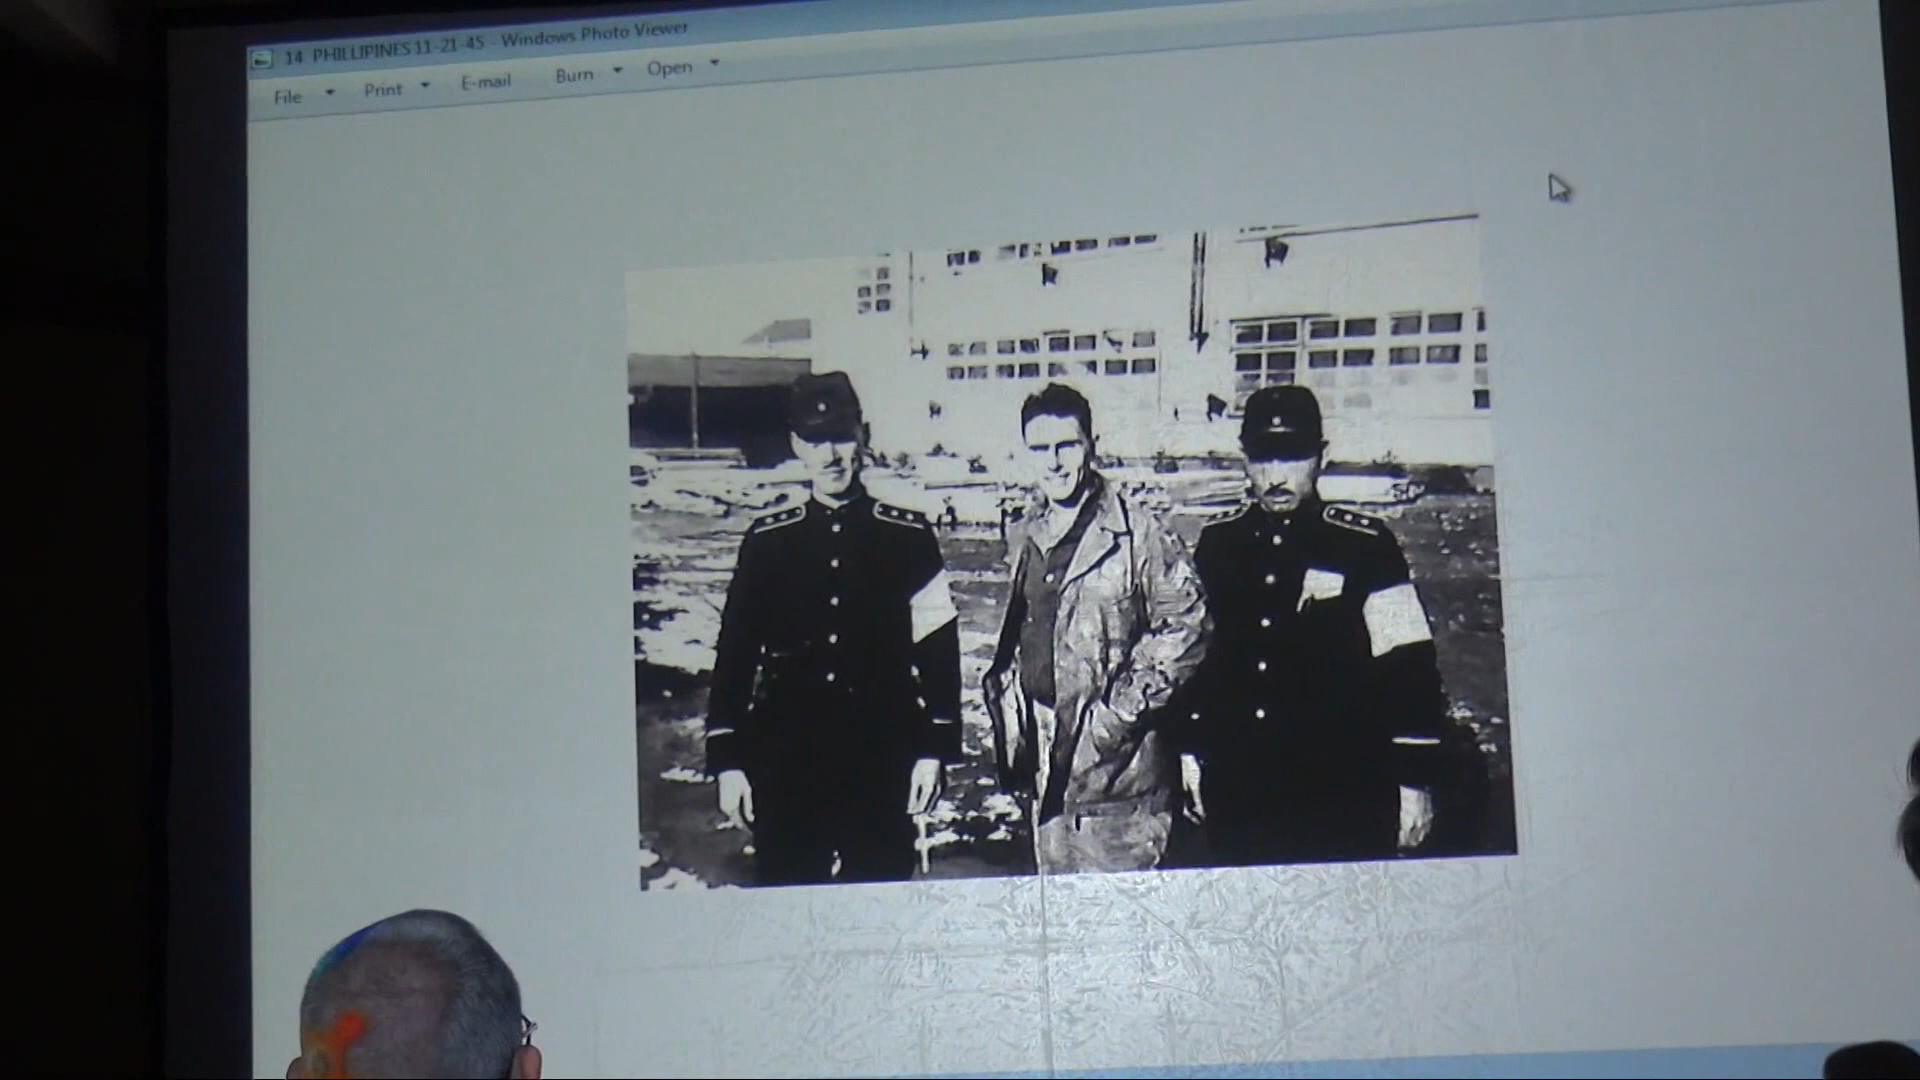 14 PHILLIPINES 11-21-45 - Windows Photo Viewer
File Print E-mail Burn Open